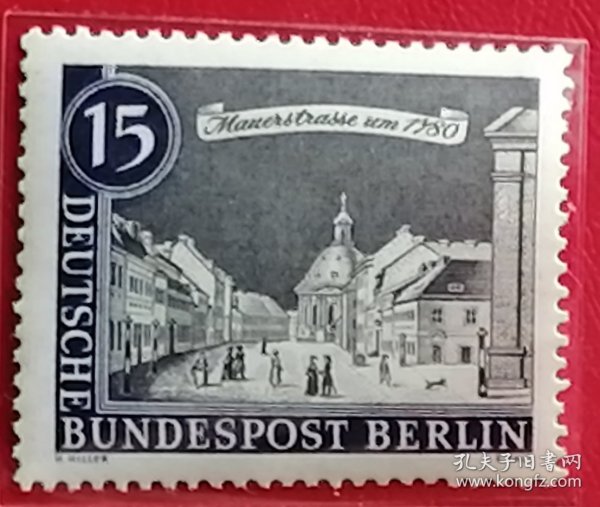 15
Mauerstrasse um 1780
DEUTSCHE
BUNDESPOST BERLIN
孔夫子旧书网
www.kongfz.com